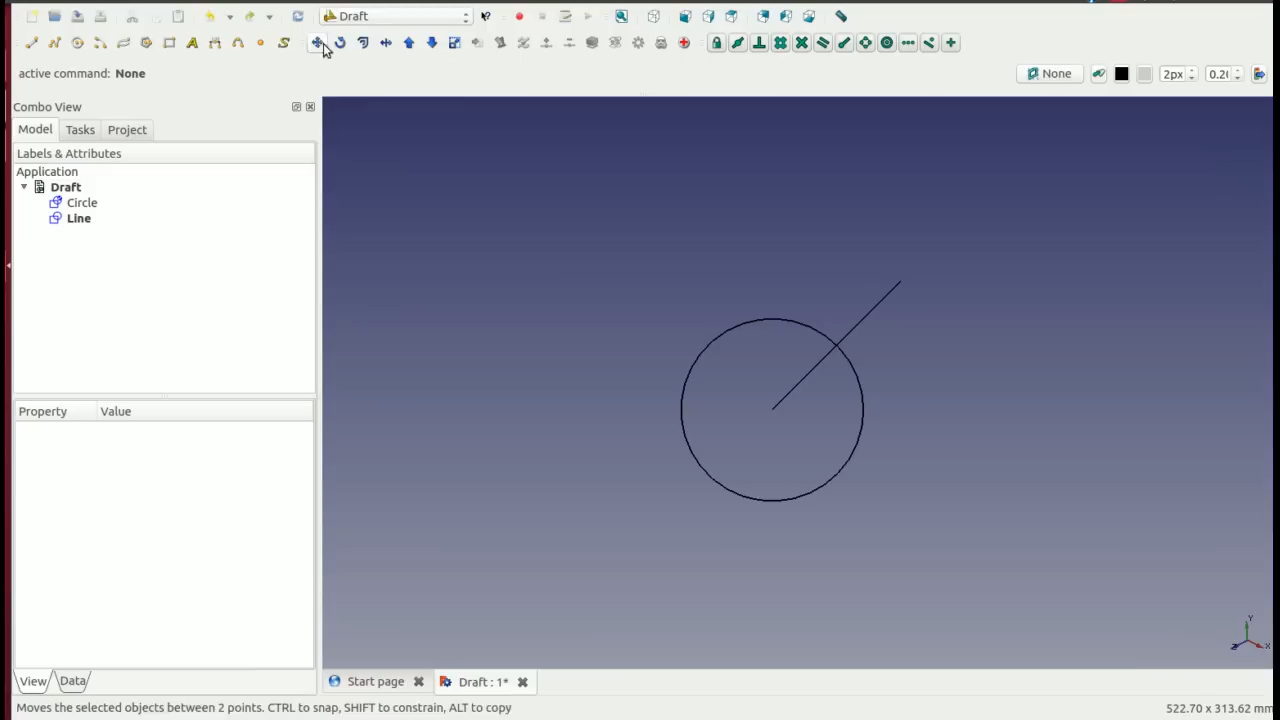 Draft
active command: None
None
2px
0.20
Combo View
Model Tasks Project
Labels & Attributes
Application
Draft
Circle
Line
Property Value
View Data
Start page
Draft : 1*
Moves the selected objects between 2 points. CTRL to snap, SHIFT to constrain, ALT to copy
522.70 x 313.62 mm
Y
X
Z